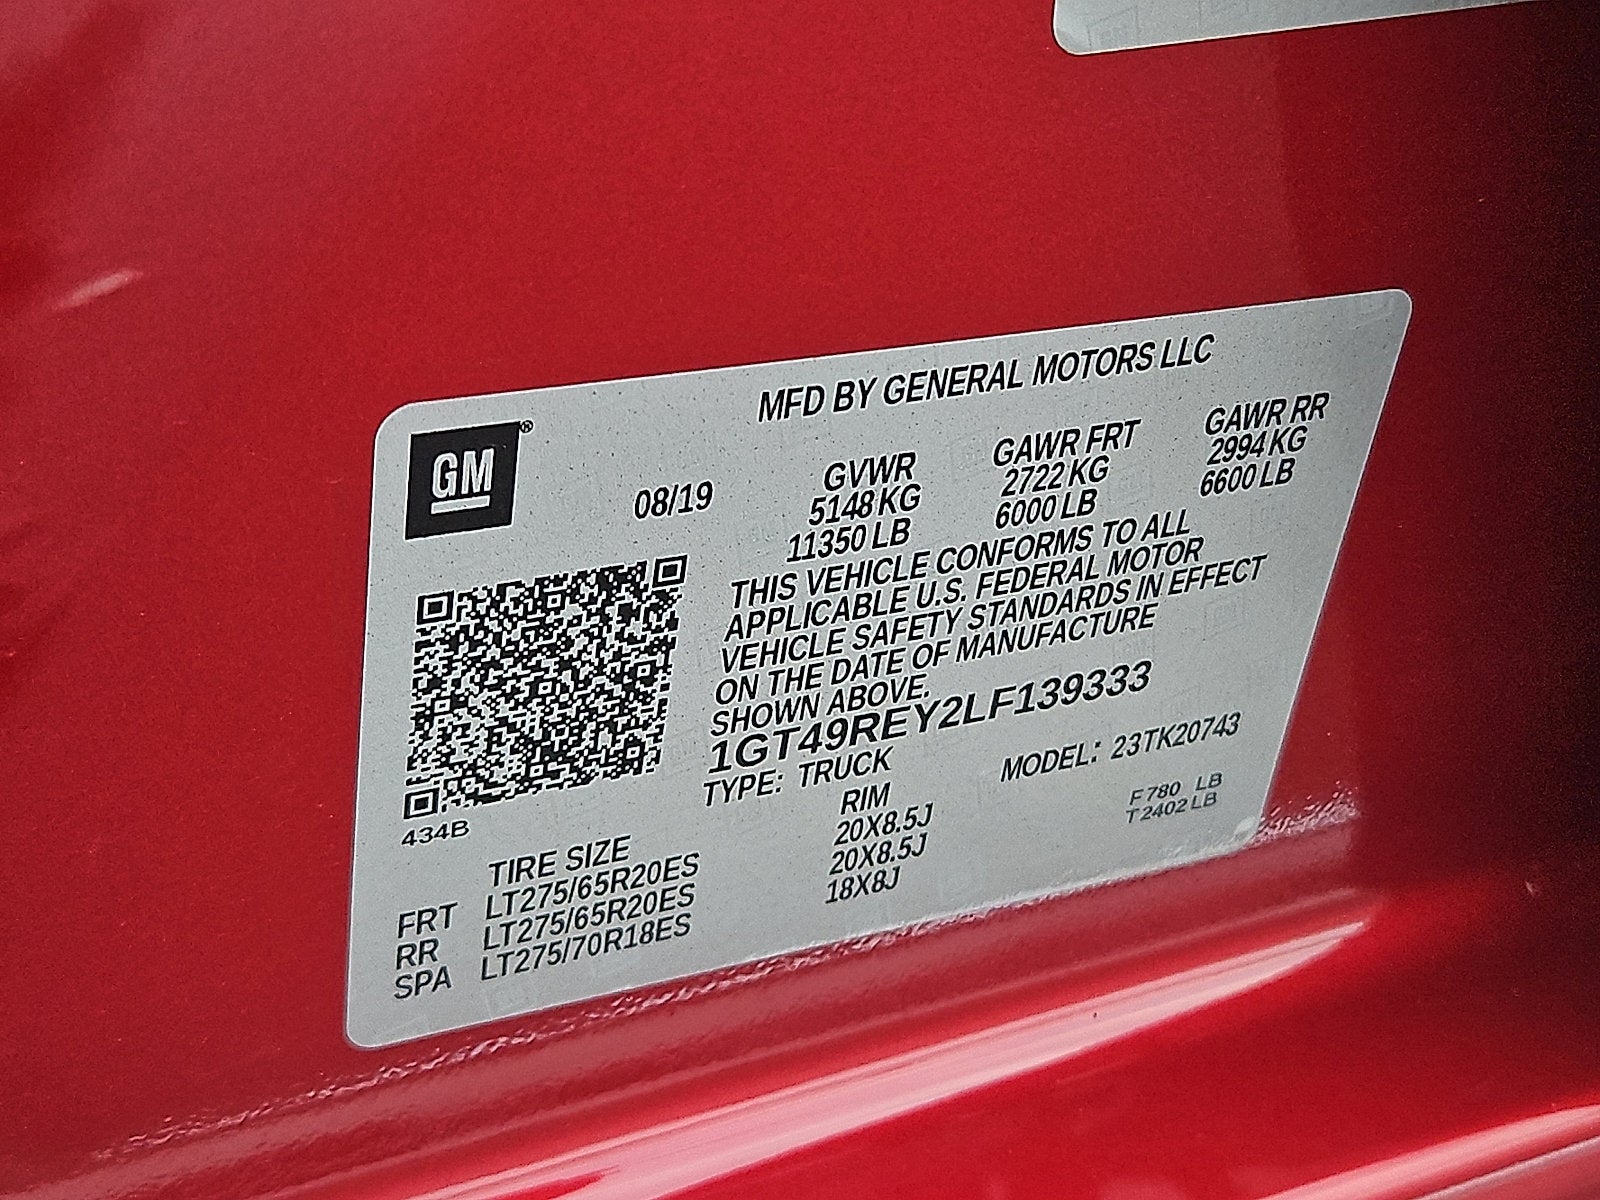 MFD BY GENERAL MOTORS LLC
GM®
08/19
GVWR GAWR FRT GAWR RR
5148 KG 2722 KG 2994 KG
11350 LB 6000 LB 6600 LB
THIS VEHICLE CONFORMS TO ALL
APPLICABLE U.S. FEDERAL MOTOR
VEHICLE SAFETY STANDARDS IN EFFECT
ON THE DATE OF MANUFACTURE
SHOWN ABOVE.
1GT49REY2LF139333
TYPE: TRUCK MODEL: 23TK20743
434B
F 780 LB
T 2402 LB
TIRE SIZE RIM
FRT LT275/65R20ES 20X8.5J
RR LT275/65R20ES 20X8.5J
SPA LT275/70R18ES 18X8J